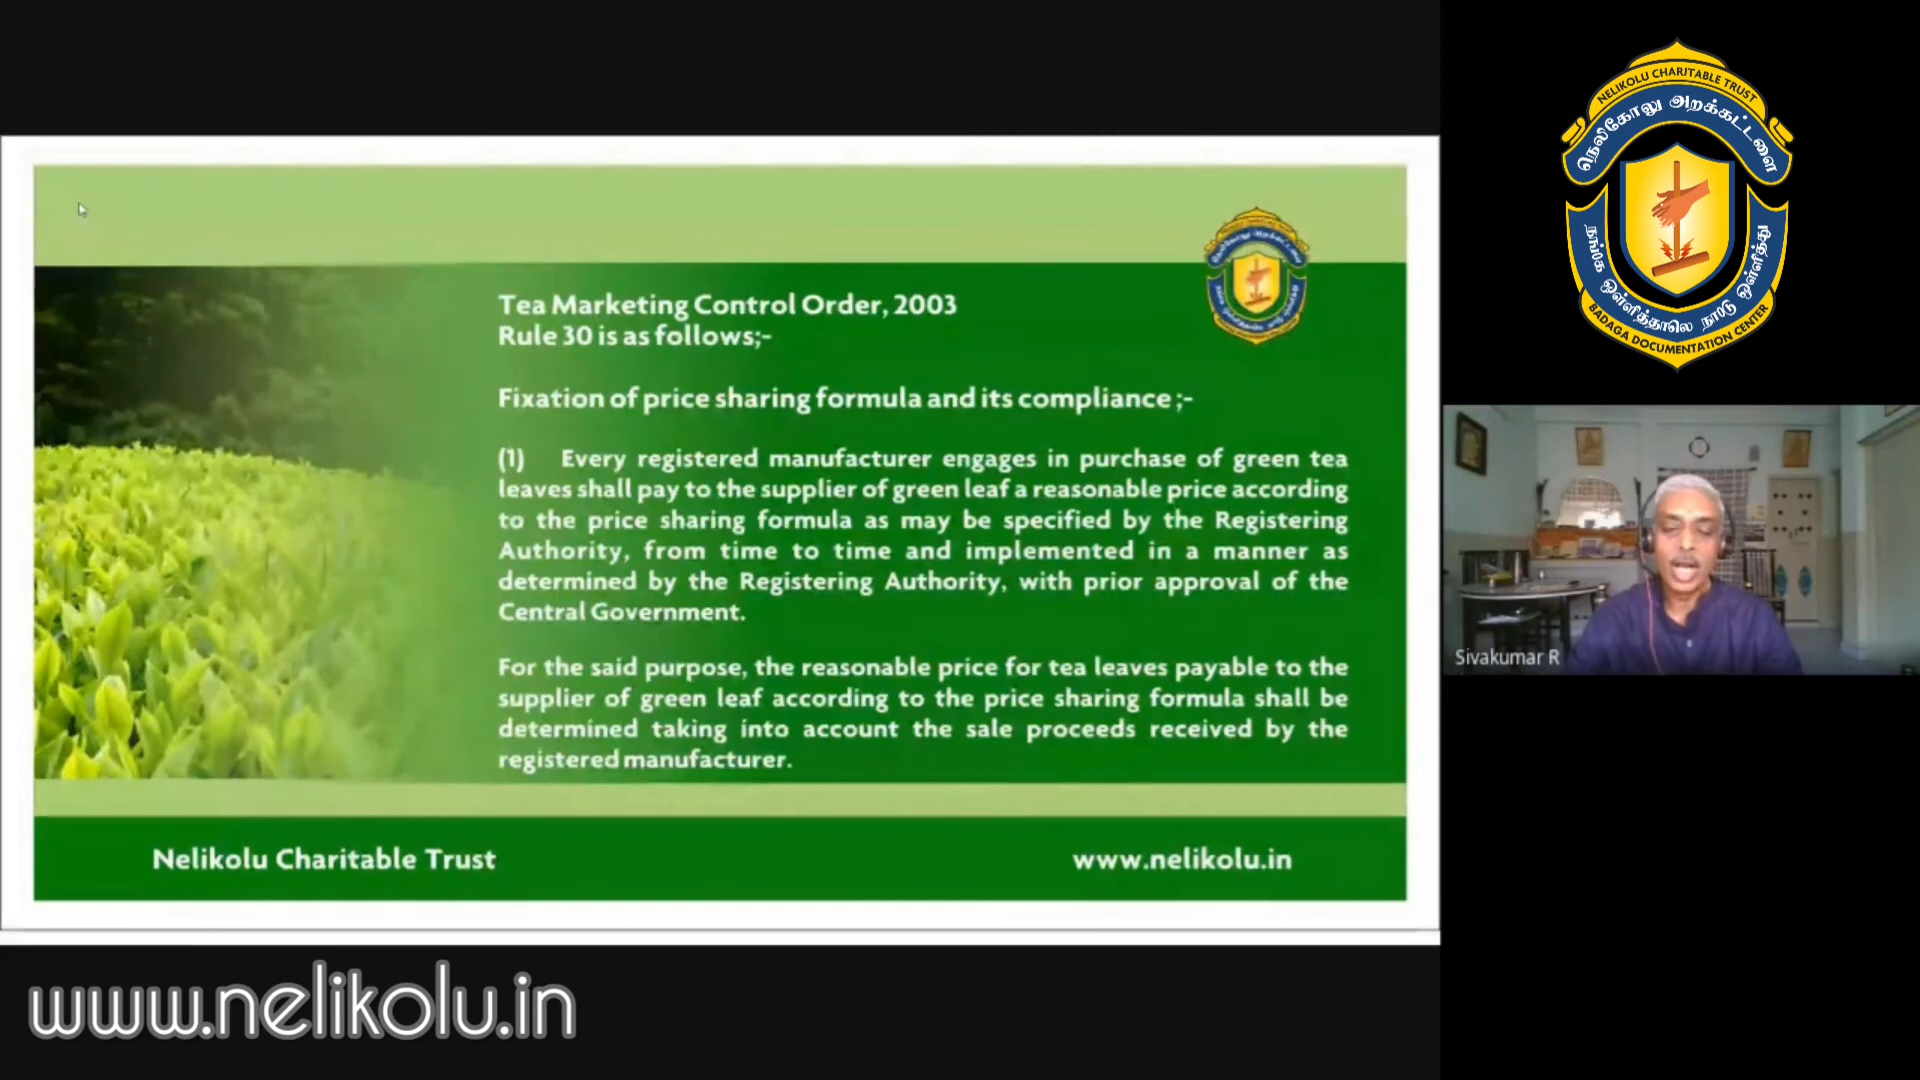 Tea Marketing Control Order, 2003
Rule 30 is as follows;-
Fixation of price sharing formula and its compliance ;-
(1) Every registered manufacturer engages in purchase of green tea
leaves shall pay to the supplier of green leaf a reasonable price according
to the price sharing formula as may be specified by the Registering
Authority, from time to time and implemented in a manner as
determined by the Registering Authority, with prior approval of the
Central Government.
For the said purpose, the reasonable price for tea leaves payable to the
supplier of green leaf according to the price sharing formula shall be
determined taking into account the sale proceeds received by the
registered manufacturer.
Nelikolu Charitable Trust
www.nelikolu.in
www.nelikolu.in
NELIKOLU CHARITABLE TRUST
நெலிகோலு அறக்கட்டளை
நங்க ஒள்ளித்தாலெ நாடு ஒள்ளித்து
BADAGA DOCUMENTATION CENTER
Sivakumar R